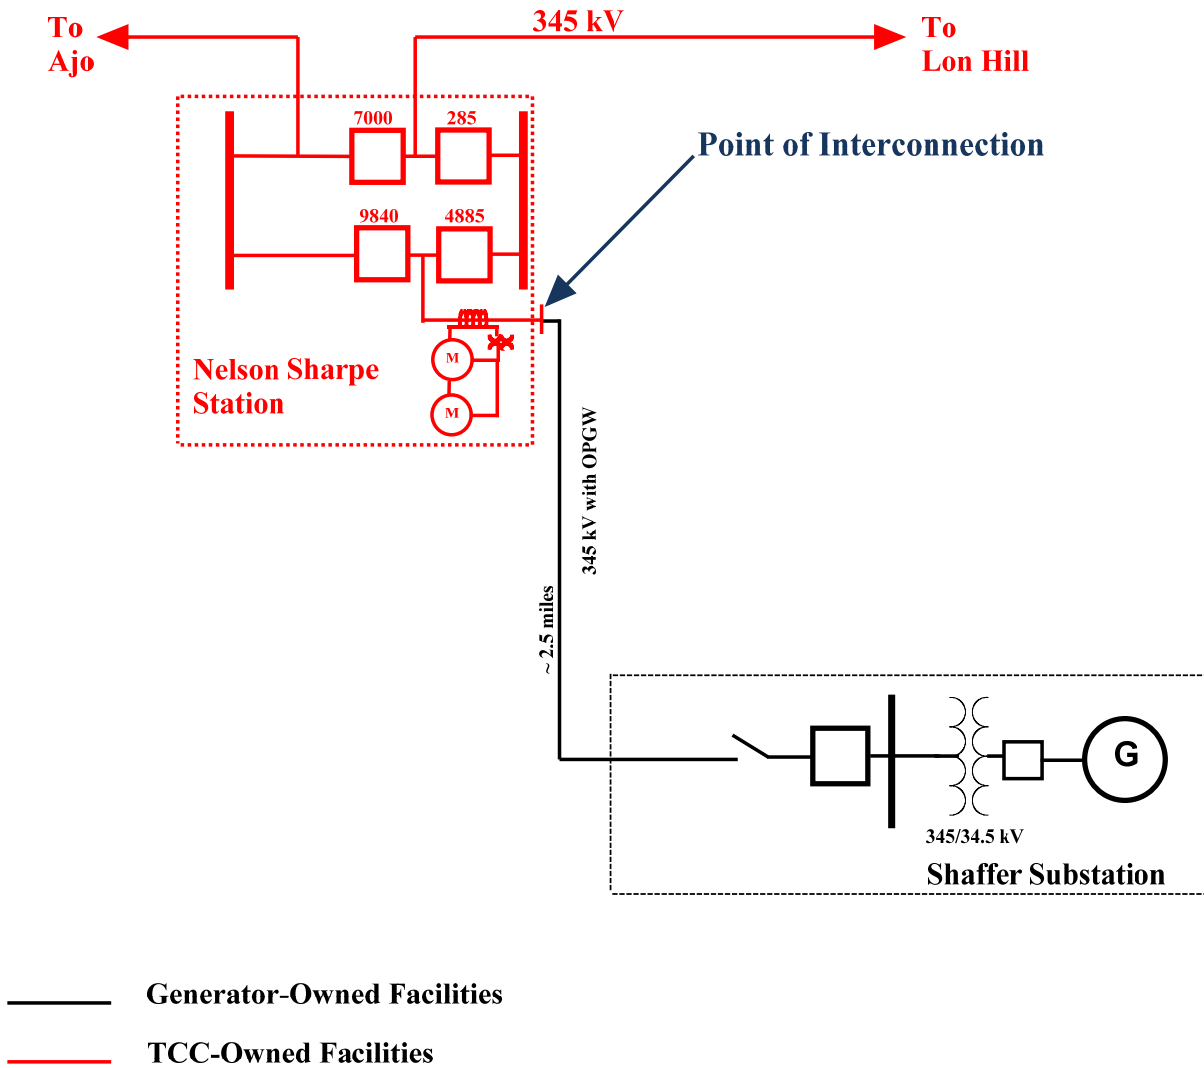 To
Ajo
345 kV
To
Lon Hill
7000
285
Point of Interconnection
9840
4885
M
M
Nelson Sharpe
Station
345 kV with OPGW
~ 2.5 miles
G
345/34.5 kV
Shaffer Substation
Generator-Owned Facilities
TCC-Owned Facilities